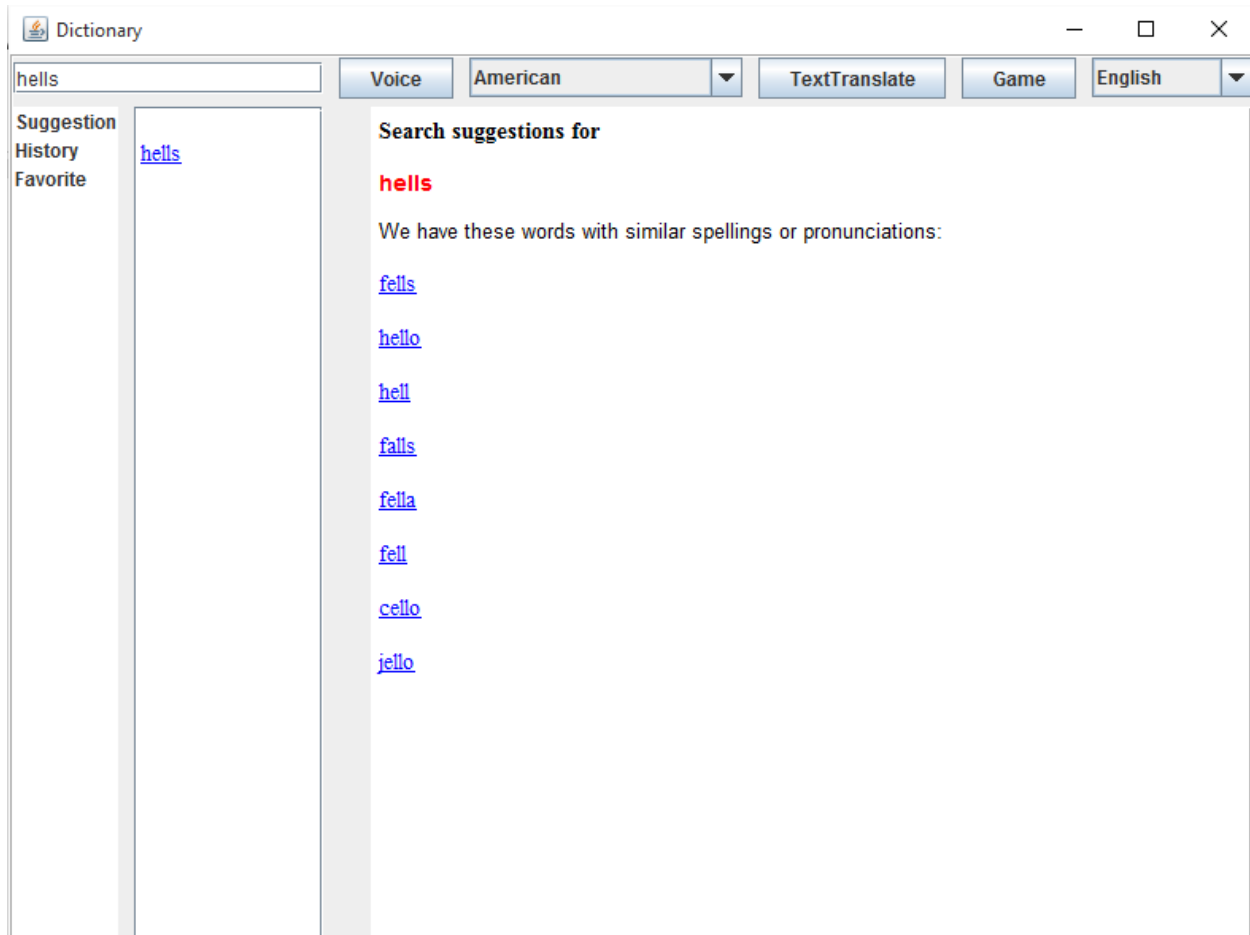 Dictionary
hells Voice American TextTranslate Game English
Suggestion
History
Favorite
hells
Search suggestions for
hells
We have these words with similar spellings or pronunciations:
fells
hello
hell
falls
fella
fell
cello
jello